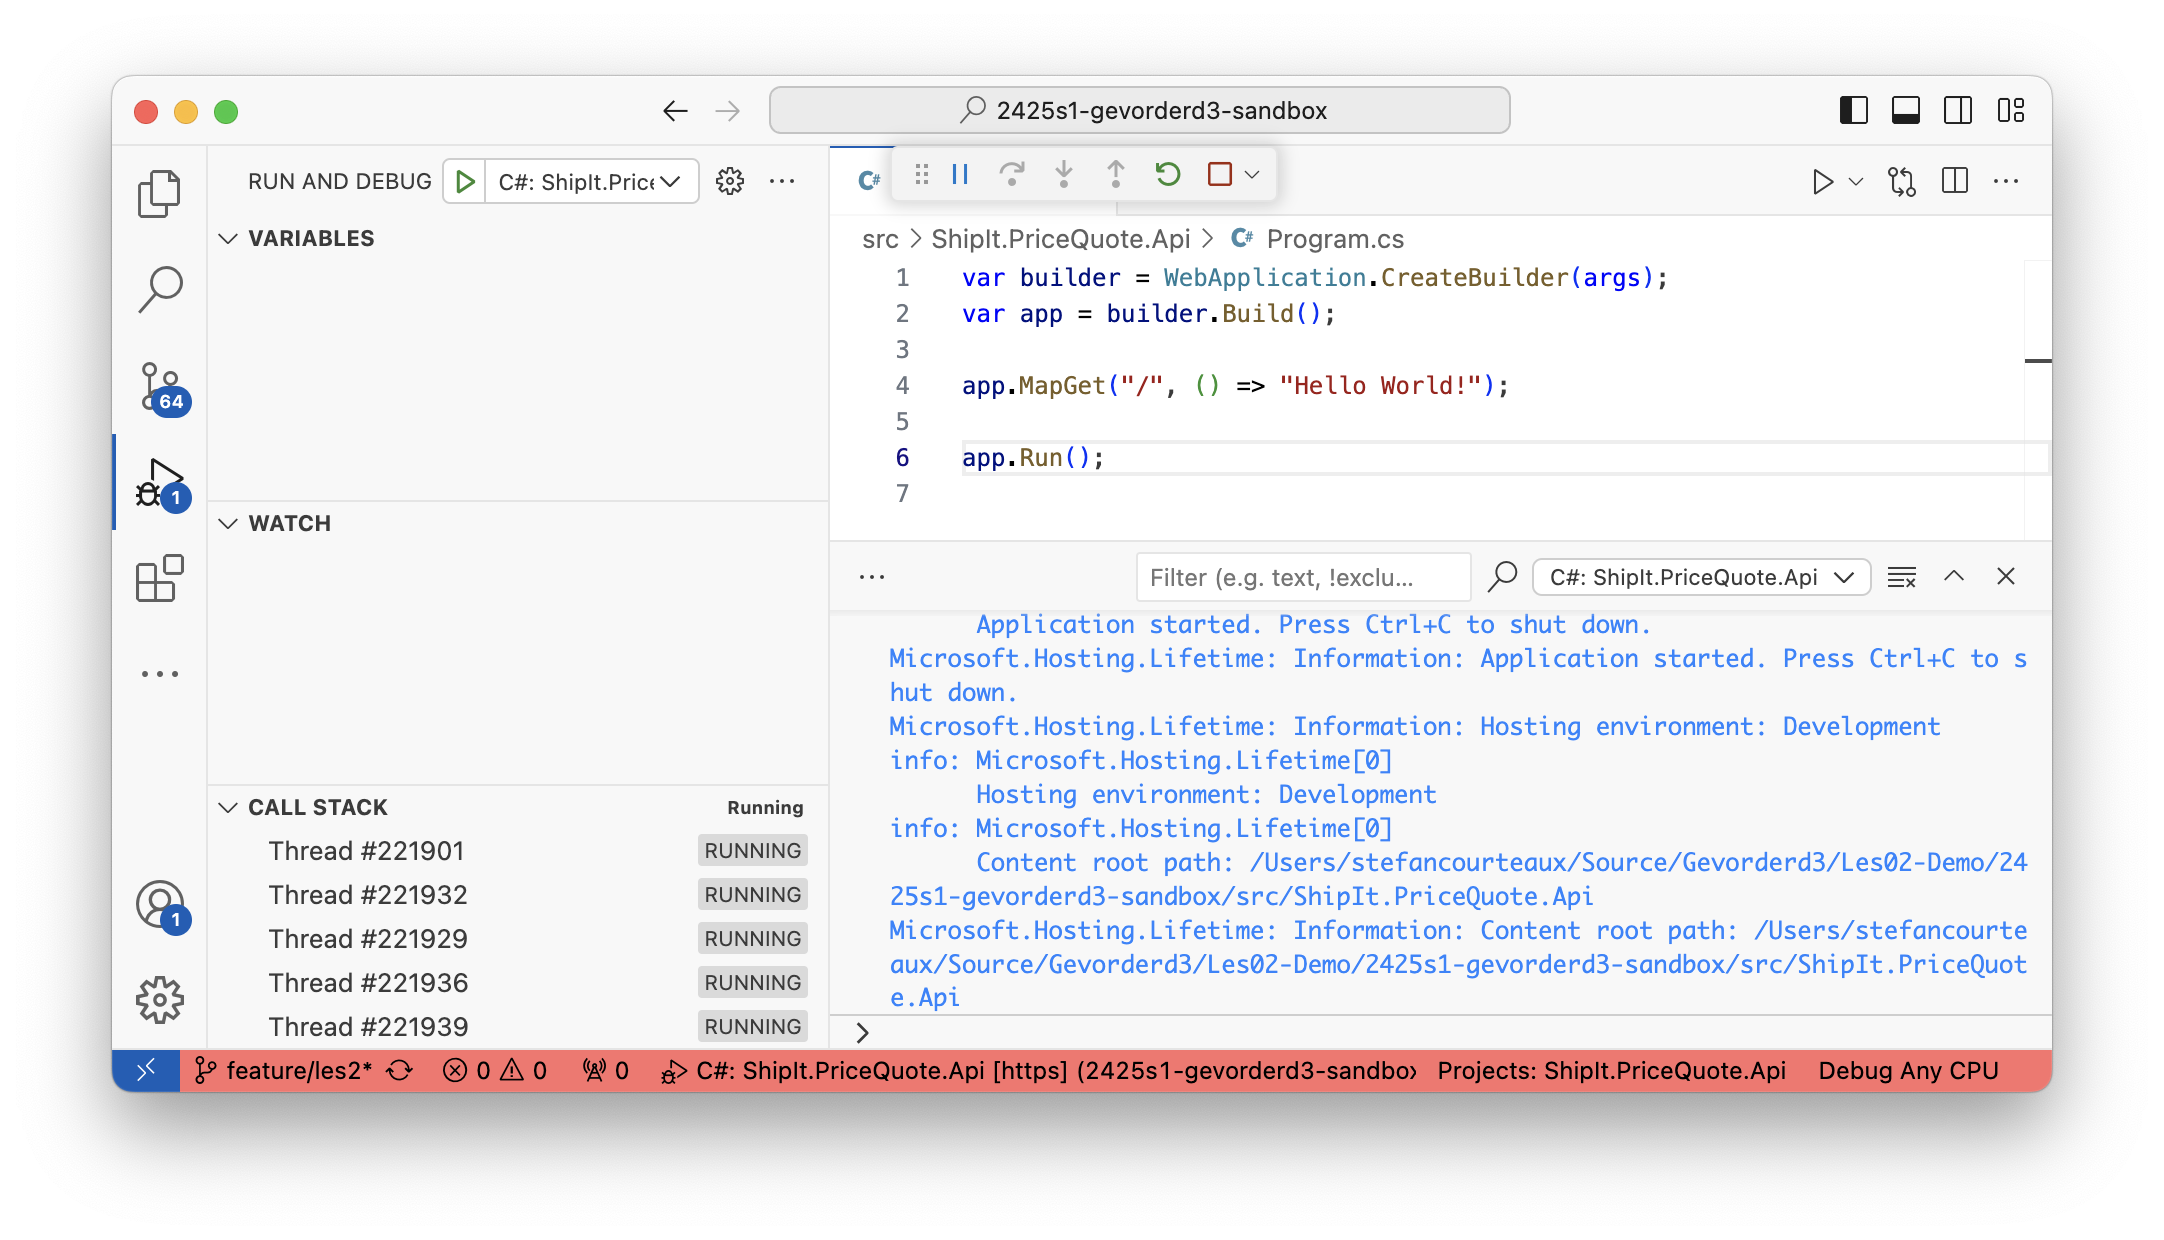 2425s1-gevorderd3-sandbox
RUN AND DEBUG
C#: ShipIt.Price
VARIABLES
WATCH
CALL STACK
Running
Thread #221901 RUNNING
Thread #221932 RUNNING
Thread #221929 RUNNING
Thread #221936 RUNNING
Thread #221939 RUNNING
64
1
1
C#
src > ShipIt.PriceQuote.Api > C# Program.cs
1 var builder = WebApplication.CreateBuilder(args);
2 var app = builder.Build();
3
4 app.MapGet("/", () => "Hello World!");
5
6 app.Run();
7
Filter (e.g. text, !exclu...
C#: ShipIt.PriceQuote.Api
Application started. Press Ctrl+C to shut down.
Microsoft.Hosting.Lifetime: Information: Application started. Press Ctrl+C to s
hut down.
Microsoft.Hosting.Lifetime: Information: Hosting environment: Development
info: Microsoft.Hosting.Lifetime[0]
Hosting environment: Development
info: Microsoft.Hosting.Lifetime[0]
Content root path: /Users/stefancourteaux/Source/Gevorderd3/Les02-Demo/24
25s1-gevorderd3-sandbox/src/ShipIt.PriceQuote.Api
Microsoft.Hosting.Lifetime: Information: Content root path: /Users/stefancourte
aux/Source/Gevorderd3/Les02-Demo/2425s1-gevorderd3-sandbox/src/ShipIt.PriceQuot
e.Api
>
feature/les2* 0 0 0 C#: ShipIt.PriceQuote.Api [https] (2425s1-gevorderd3-sandbo Projects: ShipIt.PriceQuote.Api Debug Any CPU